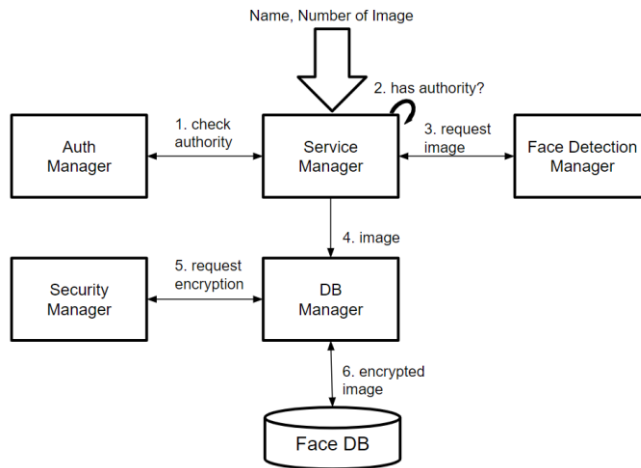 Name, Number of Image
2. has authority?
Auth
Manager
1. check
authority
Service
Manager
3. request
image
Face Detection
Manager
4. image
Security
Manager
5. request
encryption
DB
Manager
6. encrypted
image
Face DB